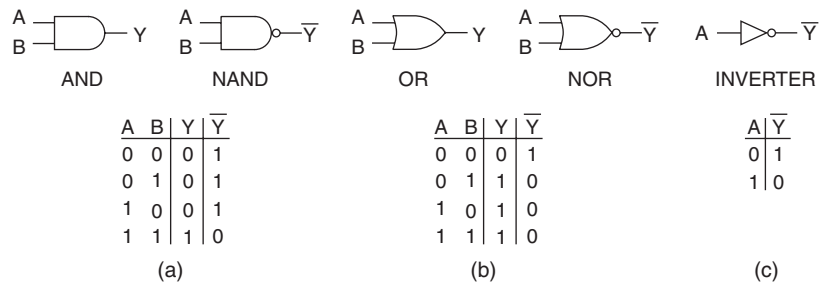 A B Y A B Y̅ A B Y A B Y̅ A Y̅
AND NAND OR NOR INVERTER
A B Y Y̅ A B Y Y̅ A Y̅
0 0 0 1 0 0 0 1 0 1
0 1 0 1 0 1 1 0 1 0
1 0 0 1 1 0 1 0
1 1 1 0 1 1 1 0
(a) (b) (c)